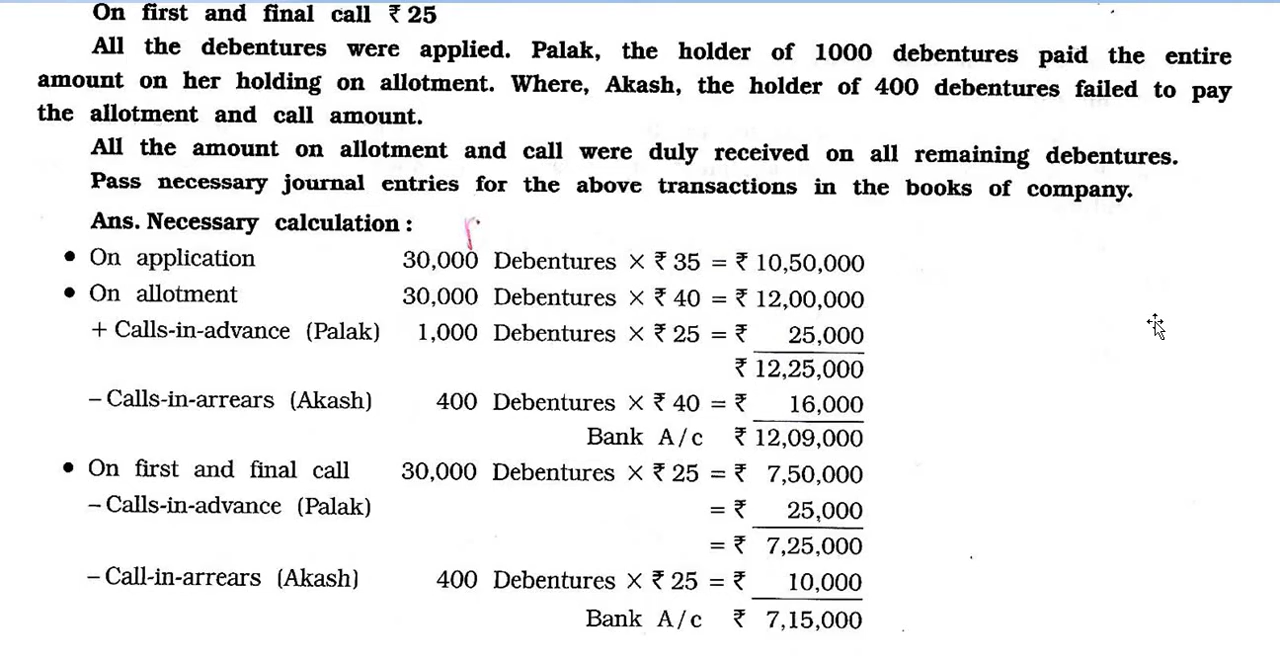 On first and final call ₹ 25
All the debentures were applied. Palak, the holder of 1000 debentures paid the entire
amount on her holding on allotment. Where, Akash, the holder of 400 debentures failed to pay
the allotment and call amount.
All the amount on allotment and call were duly received on all remaining debentures.
Pass necessary journal entries for the above transactions in the books of company.
Ans. Necessary calculation :
• On application 30,000 Debentures × ₹ 35 = ₹ 10,50,000
• On allotment 30,000 Debentures × ₹ 40 = ₹ 12,00,000
+ Calls-in-advance (Palak) 1,000 Debentures × ₹ 25 = ₹ 25,000
₹ 12,25,000
– Calls-in-arrears (Akash) 400 Debentures × ₹ 40 = ₹ 16,000
Bank A/c ₹ 12,09,000
• On first and final call 30,000 Debentures × ₹ 25 = ₹ 7,50,000
– Calls-in-advance (Palak) = ₹ 25,000
= ₹ 7,25,000
– Call-in-arrears (Akash) 400 Debentures × ₹ 25 = ₹ 10,000
Bank A/c ₹ 7,15,000